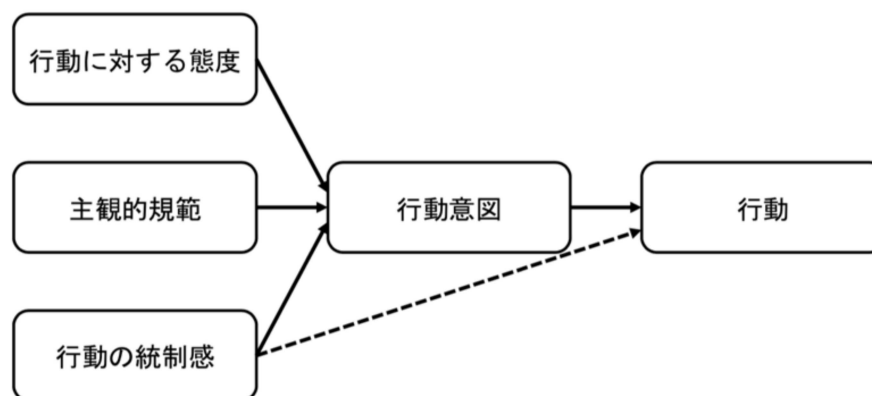 行動に対する態度
主観的規範
行動意図
行動
行動の統制感